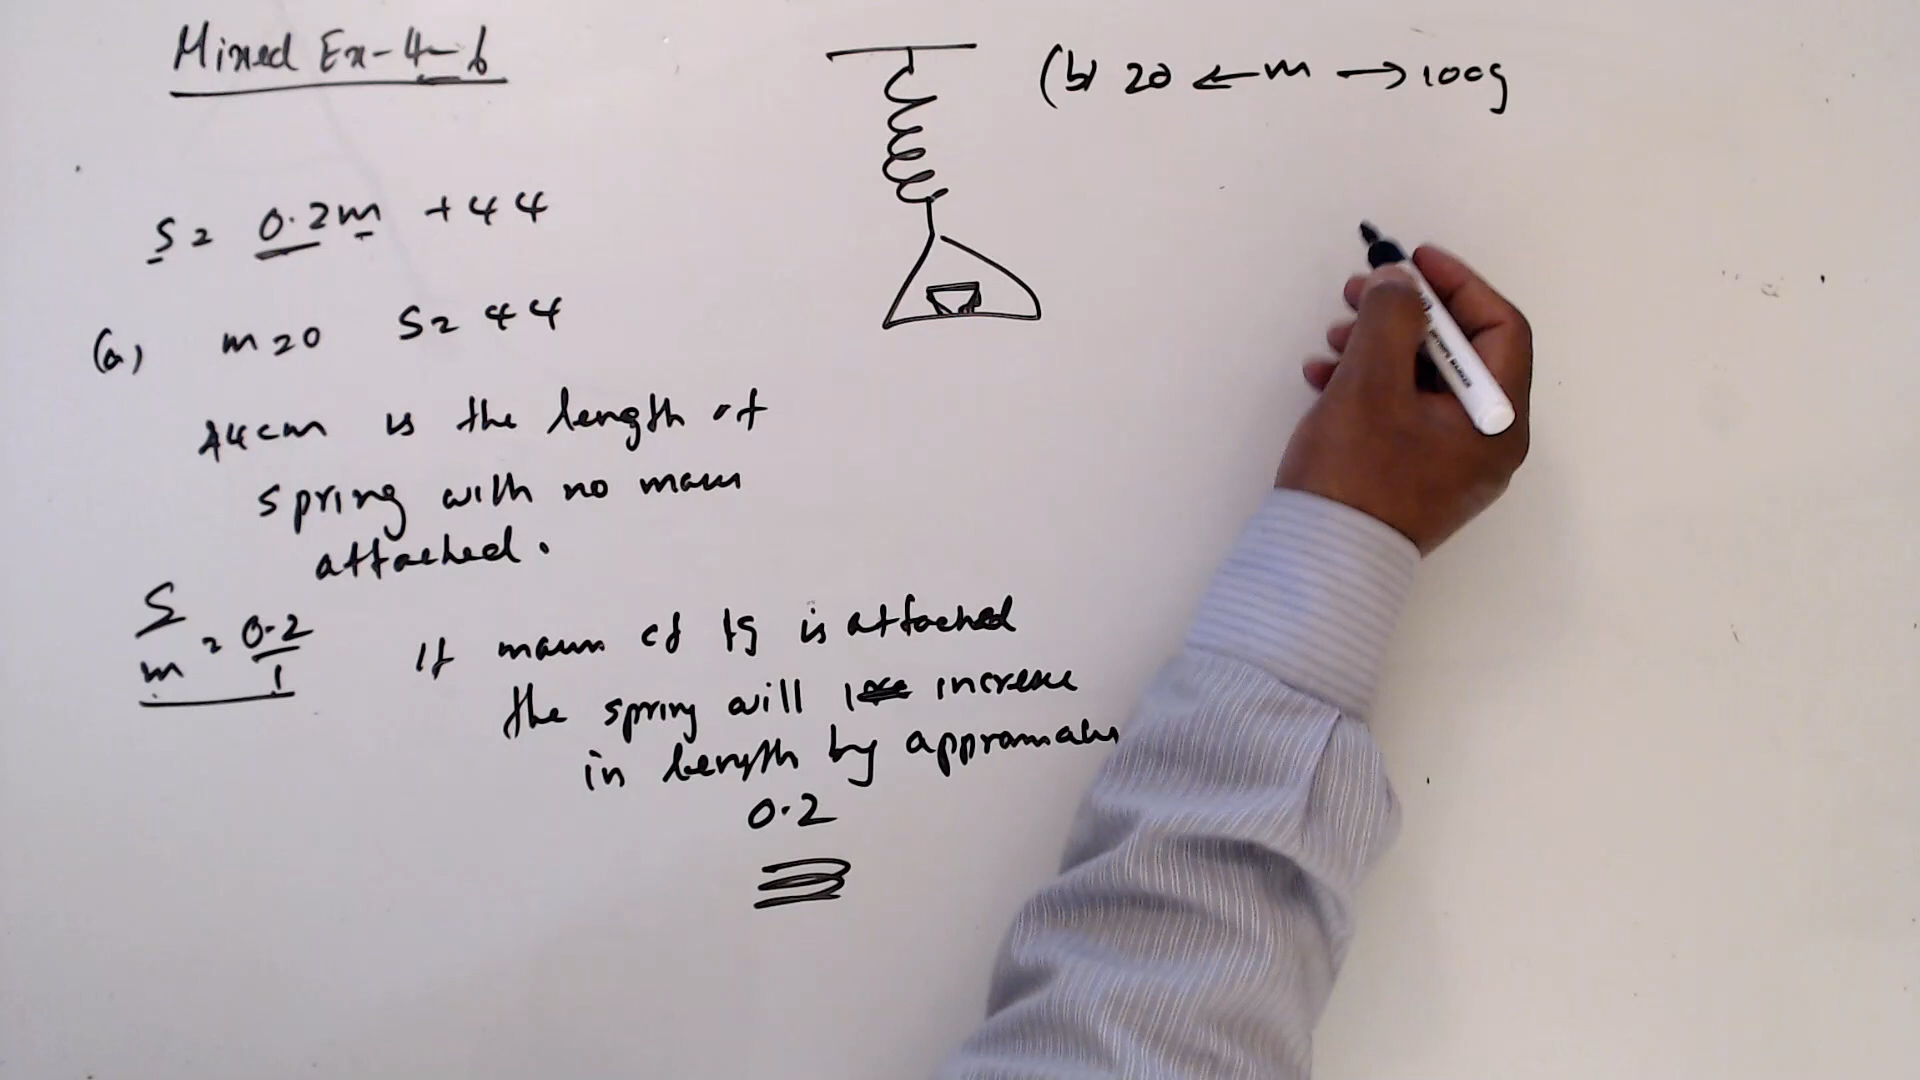 Mixed Ex-4-6
S = 0.2m + 44
(a) m=0 S= 44
44cm is the length of
spring with no mass
attached.
S/m = 0.2/1
If mass of 1g is attached
the spring will increase
in length by
0.2
(b) 20 ← m → 100g